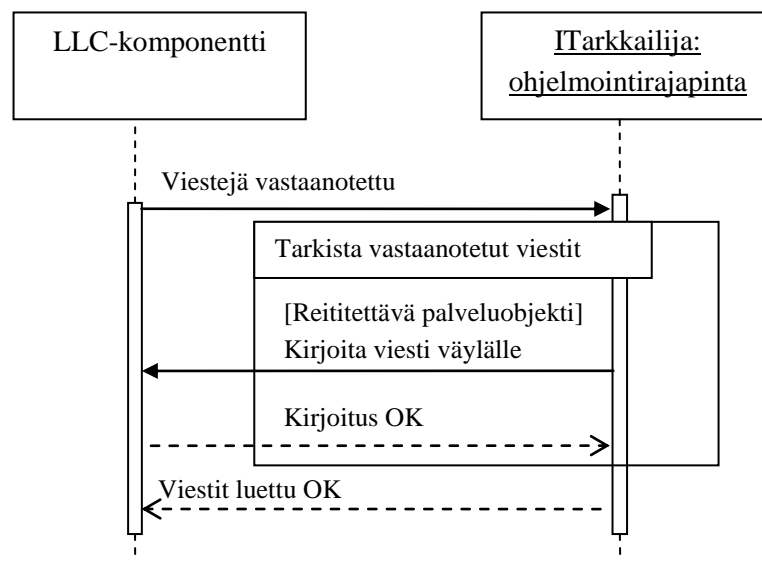 LLC-komponentti
ITarkkailija:
ohjelmointirajapinta
Viestejä vastaanotettu
Tarkista vastaanotetut viestit
[Reititettävä palveluobjekti]
Kirjoita viesti väylälle
Kirjoitus OK
Viestit luettu OK